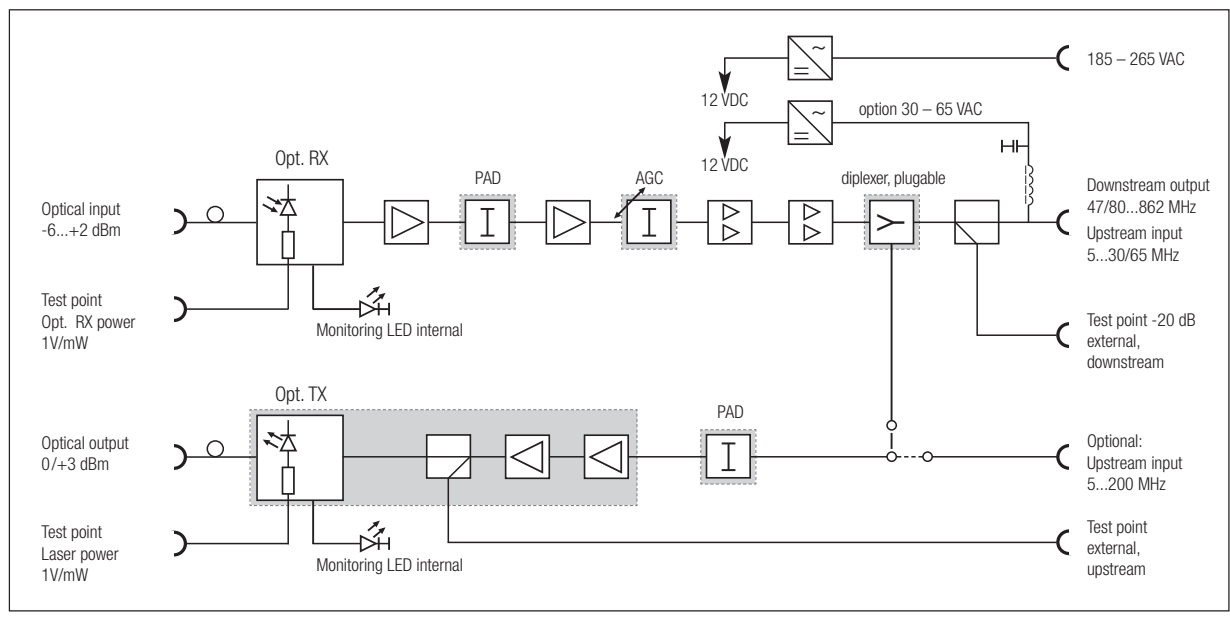 185 – 265 VAC
12 VDC
option 30 – 65 VAC
12 VDC
Opt. RX
PAD
AGC
diplexer, plugable
Optical input
-6...+2 dBm
Downstream output
47/80...862 MHz
Upstream input
5...30/65 MHz
Test point
Opt. RX power
1V/mW
Monitoring LED internal
Test point -20 dB
external,
downstream
Opt. TX
PAD
Optical output
0/+3 dBm
Optional:
Upstream input
5...200 MHz
Test point
Laser power
1V/mW
Monitoring LED internal
Test point
external,
upstream